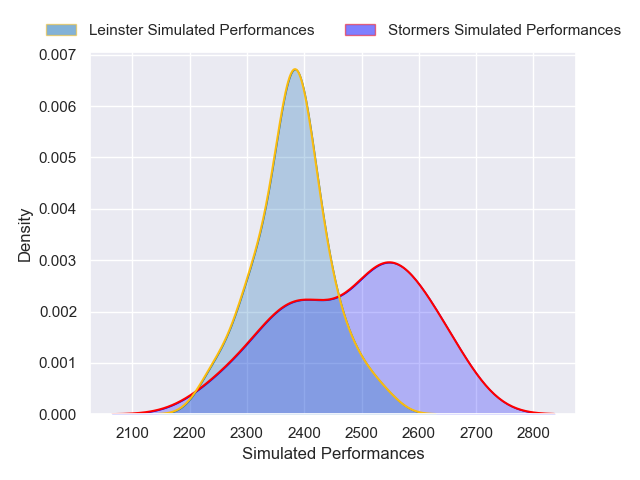 Leinster Simulated Performances
Stormers Simulated Performances
0.007
0.006
0.005
0.004
0.003
0.002
0.001
0.000
Density
2100 2200 2300 2400 2500 2600 2700 2800
Simulated Performances